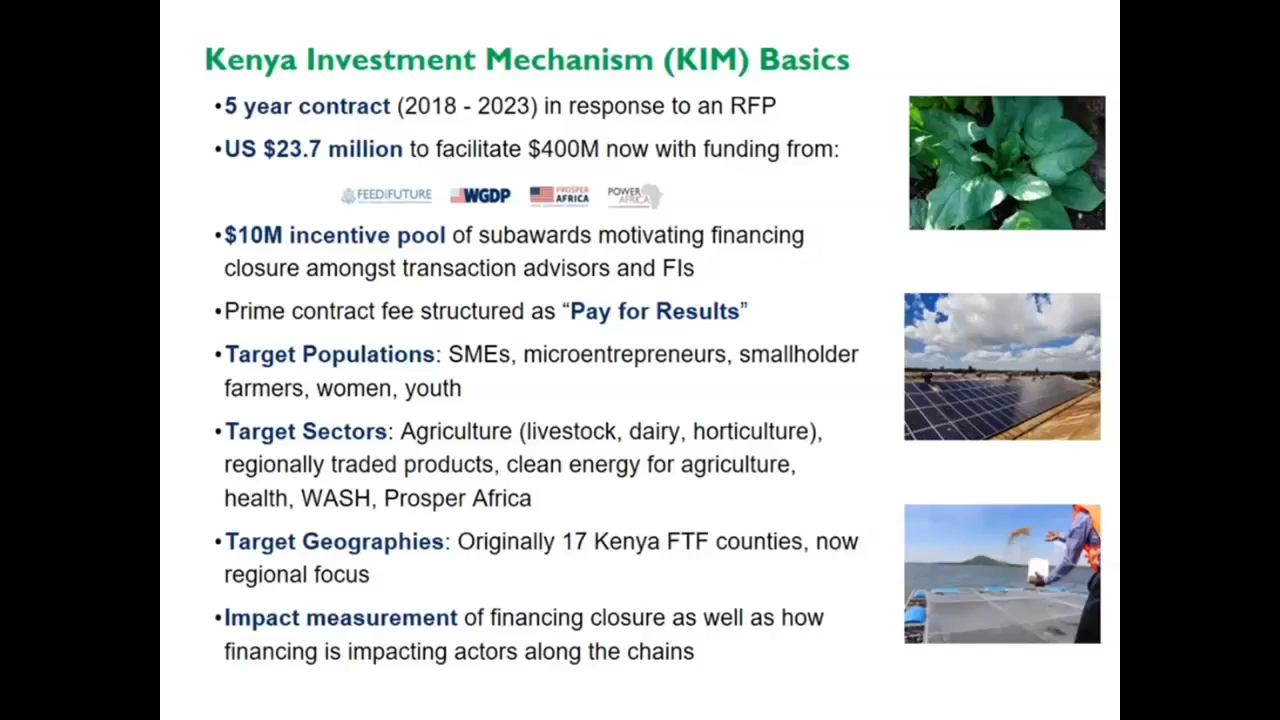 Kenya Investment Mechanism (KIM) Basics
•5 year contract (2018 - 2023) in response to an RFP
•US $23.7 million to facilitate $400M now with funding from:
FEED THE FUTURE WGDP PROSPER AFRICA POWER AFRICA
•$10M incentive pool of subawards motivating financing
closure amongst transaction advisors and FIs
•Prime contract fee structured as “Pay for Results”
•Target Populations: SMEs, microentrepreneurs, smallholder
farmers, women, youth
•Target Sectors: Agriculture (livestock, dairy, horticulture),
regionally traded products, clean energy for agriculture,
health, WASH, Prosper Africa
•Target Geographies: Originally 17 Kenya FTF counties, now
regional focus
•Impact measurement of financing closure as well as how
financing is impacting actors along the chains